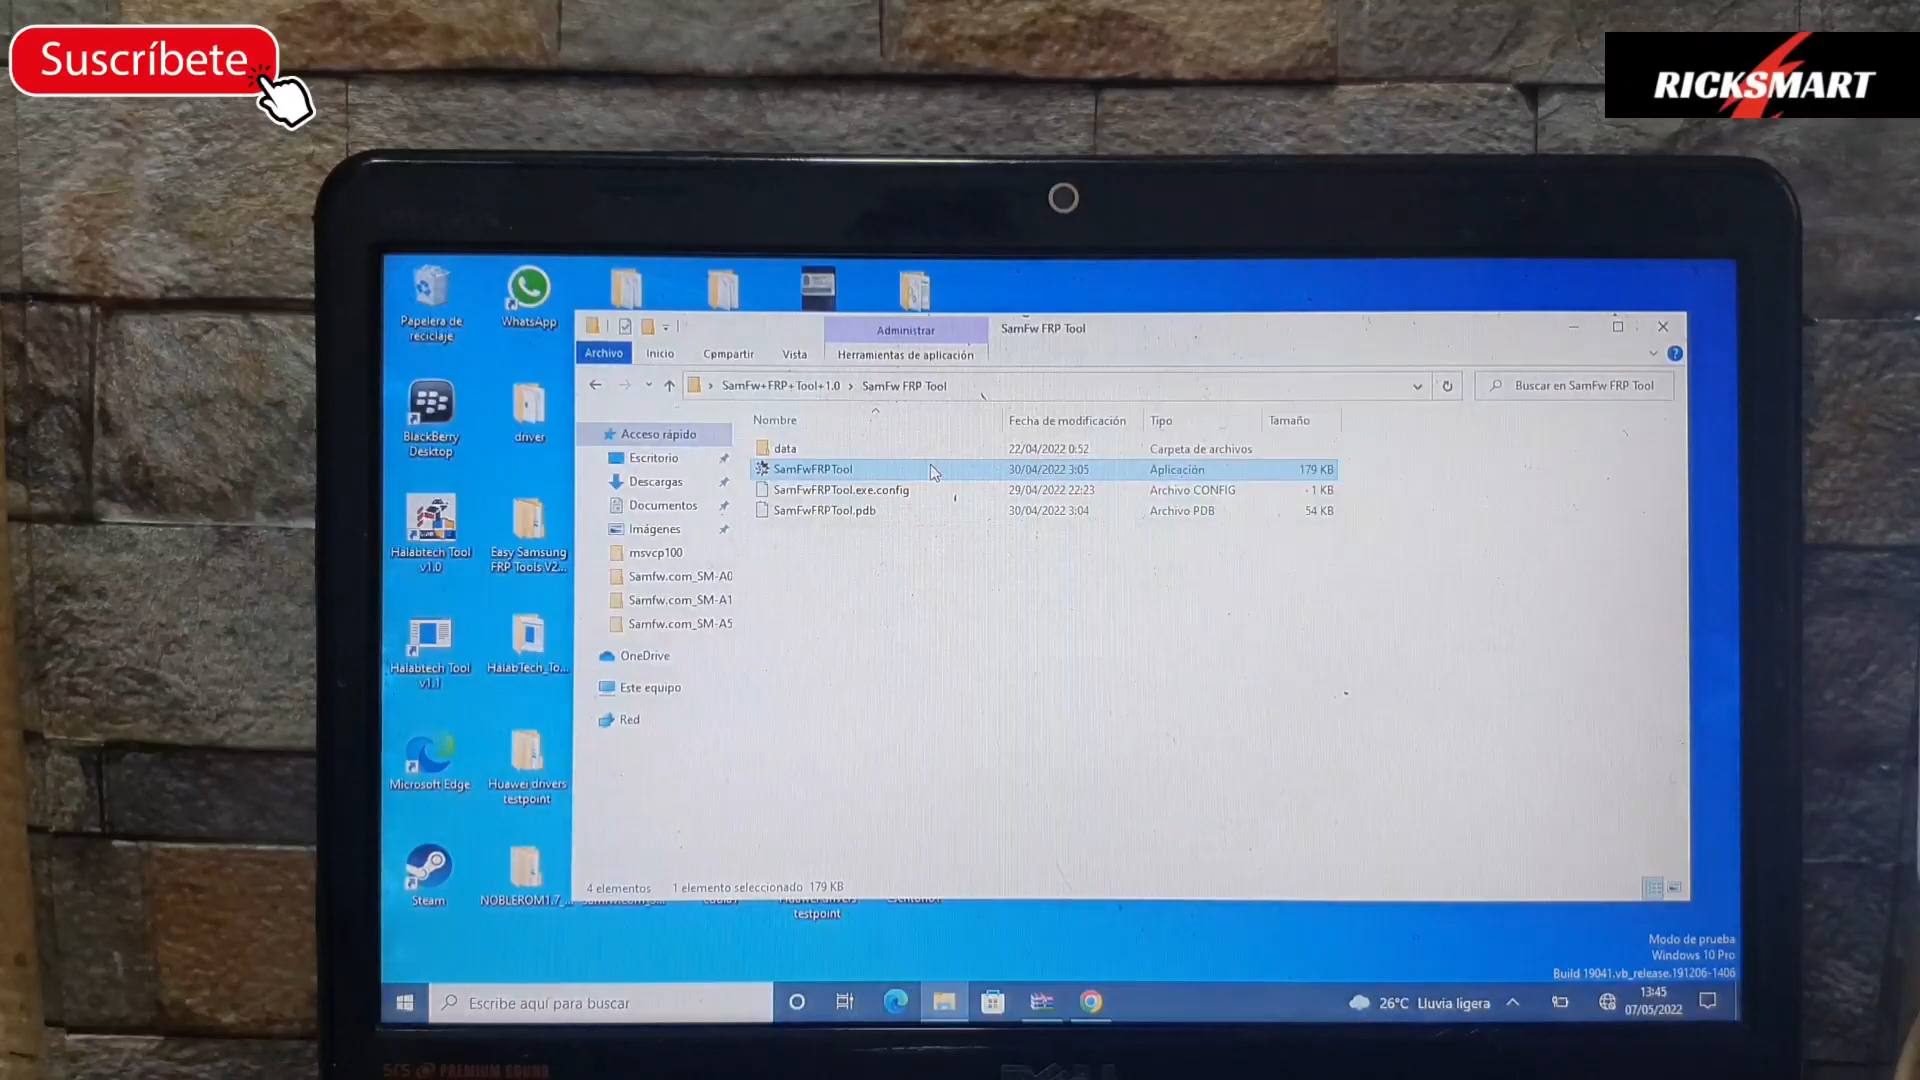 Suscríbete
RICKSMART
Papelera de
reciclaje
WhatsApp
BlackBerry
Desktop
driver
Halabtech Tool
v1.0
Easy Samsung
FRP Tools V2...
Halabtech Tool
v1.1
HalabTech_To...
Microsoft Edge
Huawei drivers
testpoint
Steam
NOBLEROM1.7_...
Administrar
SamFw FRP Tool
Archivo
Inicio
Compartir
Vista
Herramientas de aplicación
SamFw+FRP+Tool+1.0 > SamFw FRP Tool
Buscar en SamFw FRP Tool
Nombre
Fecha de modificación
Tipo
Tamaño
data 22/04/2022 0:52 Carpeta de archivos
SamFwFRPTool 30/04/2022 3:05 Aplicación 179 KB
SamFwFRPTool.exe.config 29/04/2022 22:23 Archivo CONFIG 1 KB
SamFwFRPTool.pdb 30/04/2022 3:04 Archivo PDB 54 KB
Acceso rápido
Escritorio
Descargas
Documentos
Imágenes
msvcp100
Samfw.com_SM-A0
Samfw.com_SM-A1
Samfw.com_SM-A5
OneDrive
Este equipo
Red
4 elementos
1 elemento seleccionado 179 KB
testpoint
Modo de prueba
Windows 10 Pro
Build 19041.vb_release.191206-1406
Escribe aquí para buscar
26°C Lluvia ligera
13:45
07/05/2022
SRS PREMIUM SOUND